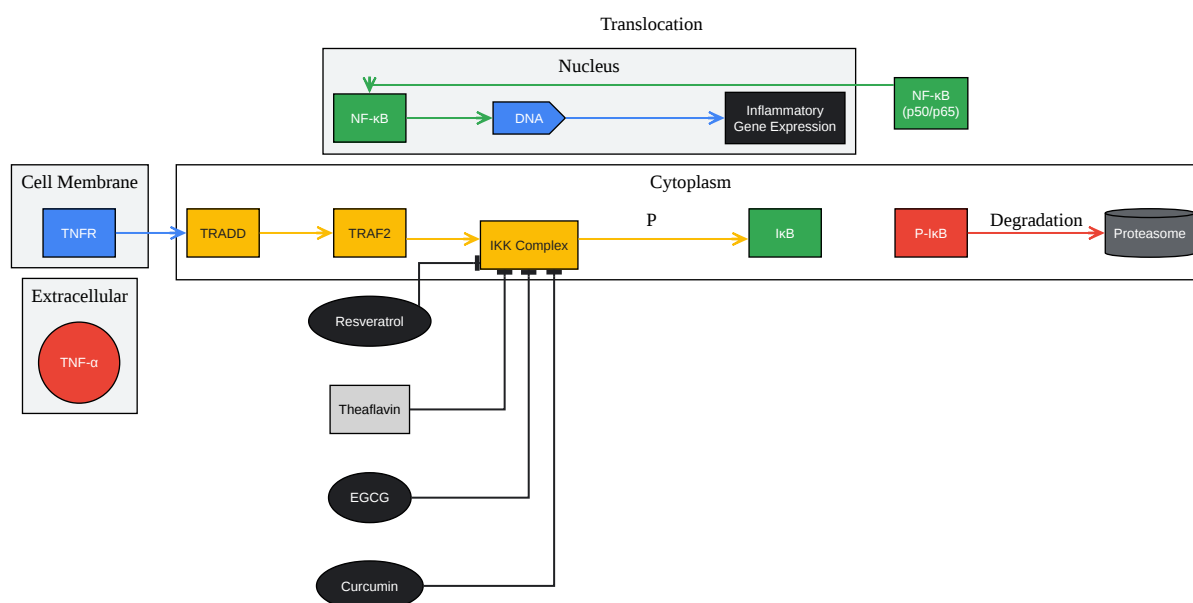 Translocation
Nucleus
NF-κB
DNA
Inflammatory
Gene Expression
NF-κB
(p50/p65)
Cell Membrane
TNFR
Cytoplasm
TRADD
TRAF2
IKK Complex
P
IκB
P-IκB
Degradation
Proteasome
Extracellular
TNF-α
Resveratrol
Theaflavin
EGCG
Curcumin